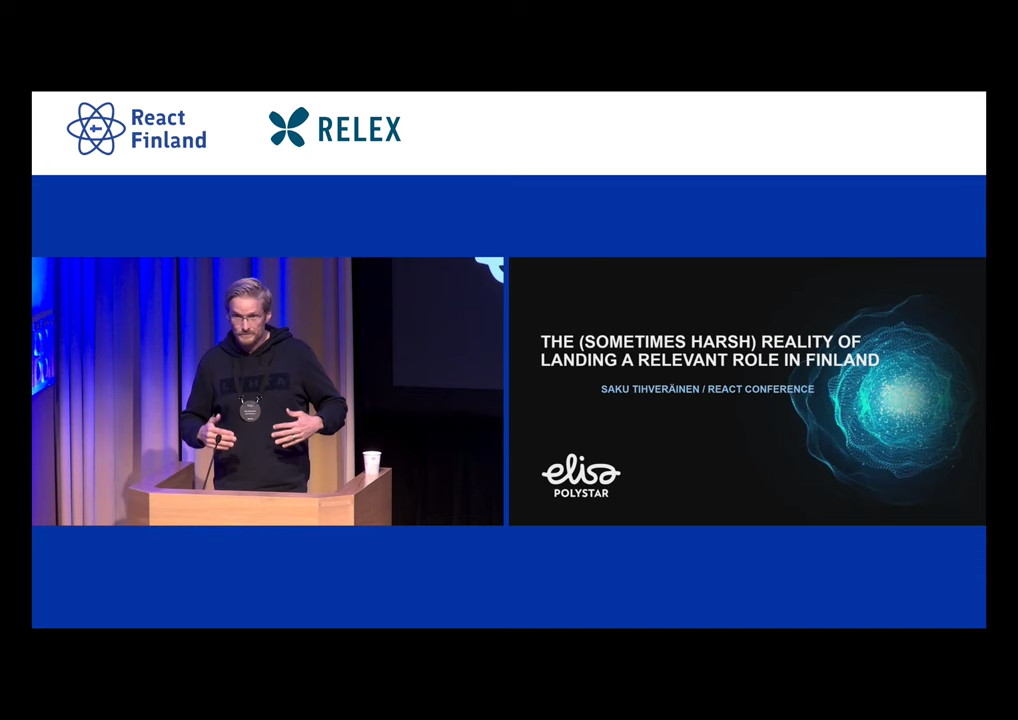 React
Finland
RELEX
THE (SOMETIMES HARSH) REALITY OF
LANDING A RELEVANT ROLE IN FINLAND
SAKU TIHVERÄINEN / REACT CONFERENCE
elisa
POLYSTAR